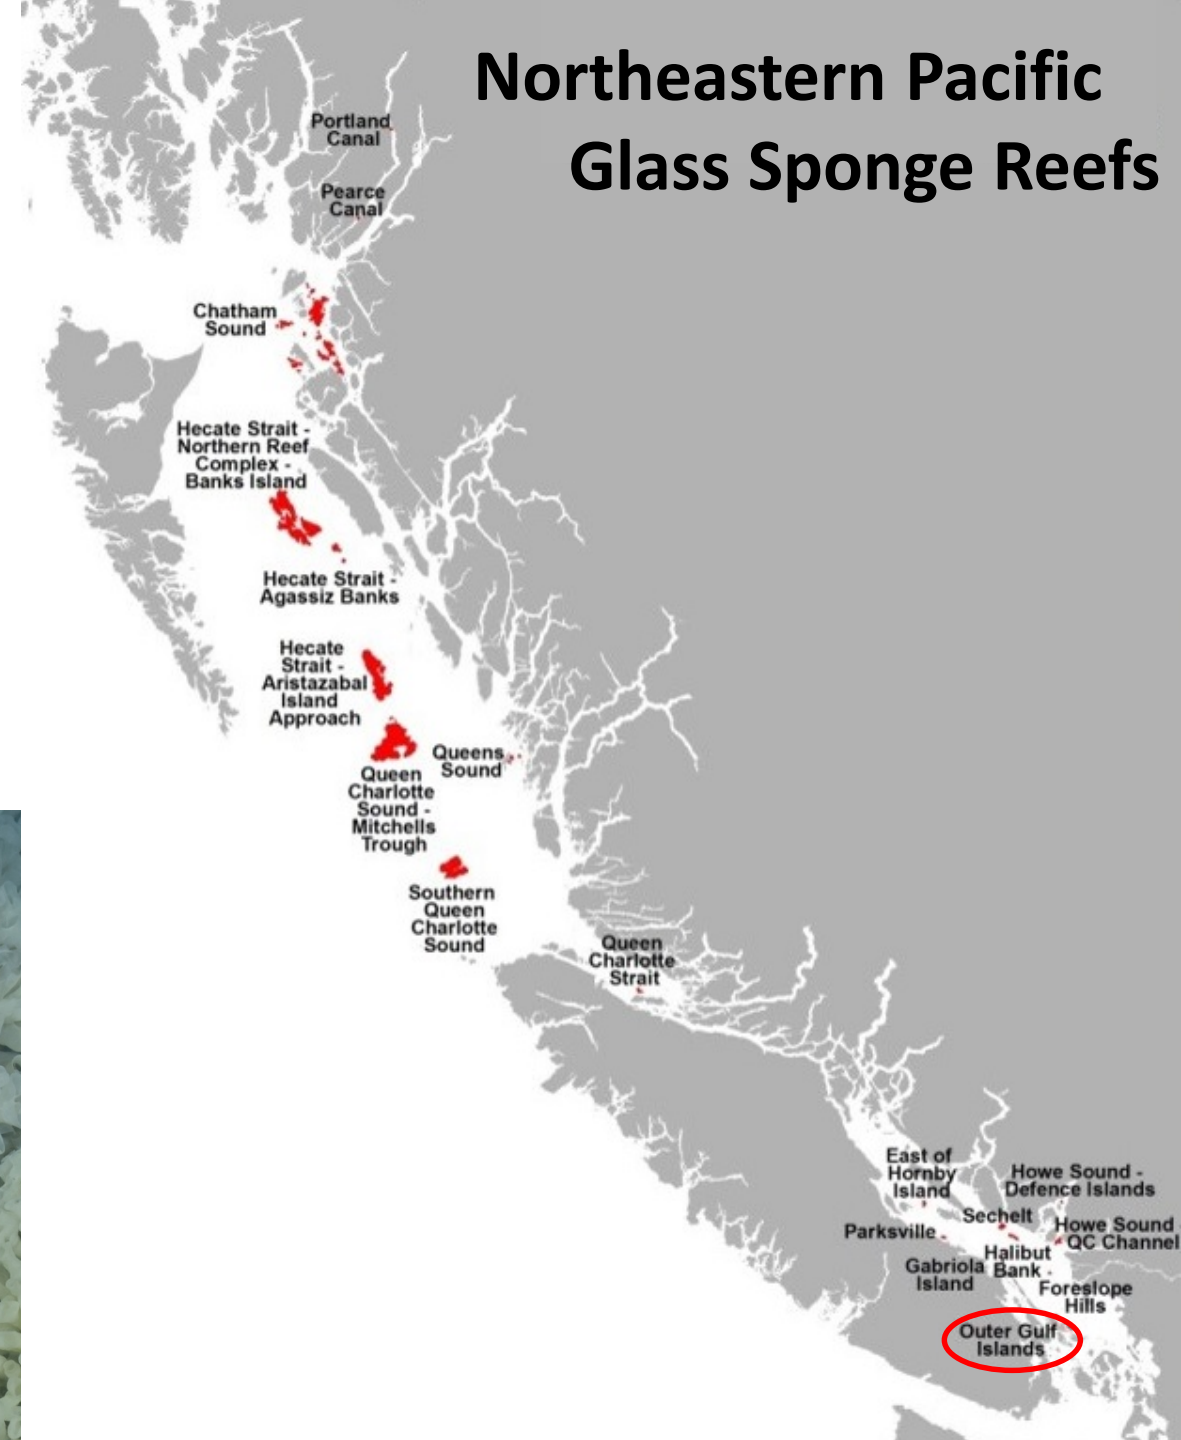 Northeastern Pacific
Glass Sponge Reefs
Portland
Canal
Pearce
Canal
Chatham
Sound
Hecate Strait -
Northern Reef
Complex -
Banks Island
Hecate Strait -
Agassiz Banks
Hecate
Strait -
Aristazabal
Island
Approach
Queens
Sound
Queen
Charlotte
Sound -
Mitchells
Trough
Southern
Queen
Charlotte
Sound
Queen
Charlotte
Strait
East of
Hornby
Island
Howe Sound -
Defence Islands
Sechelt
Parksville
Howe Sound -
QC Channel
Halibut
Bank
Gabriola
Island
Foreslope
Hills
Outer Gulf
Islands